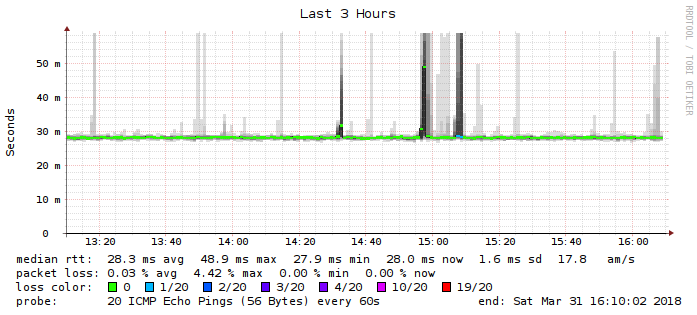 Last 3 Hours
RRDTOOL / TOBI OETIKER
Seconds
50 m
40 m
30 m
20 m
10 m
0
13:20 13:40 14:00 14:20 14:40 15:00 15:20 15:40 16:00
median rtt: 28.3 ms avg 48.9 ms max 27.9 ms min 28.0 ms now 1.6 ms sd 17.8 am/s
packet loss: 0.03 % avg 4.42 % max 0.00 % min 0.00 % now
loss color: 0 1/20 2/20 3/20 4/20 10/20 19/20
probe: 20 ICMP Echo Pings (56 Bytes) every 60s end: Sat Mar 31 16:10:02 2018